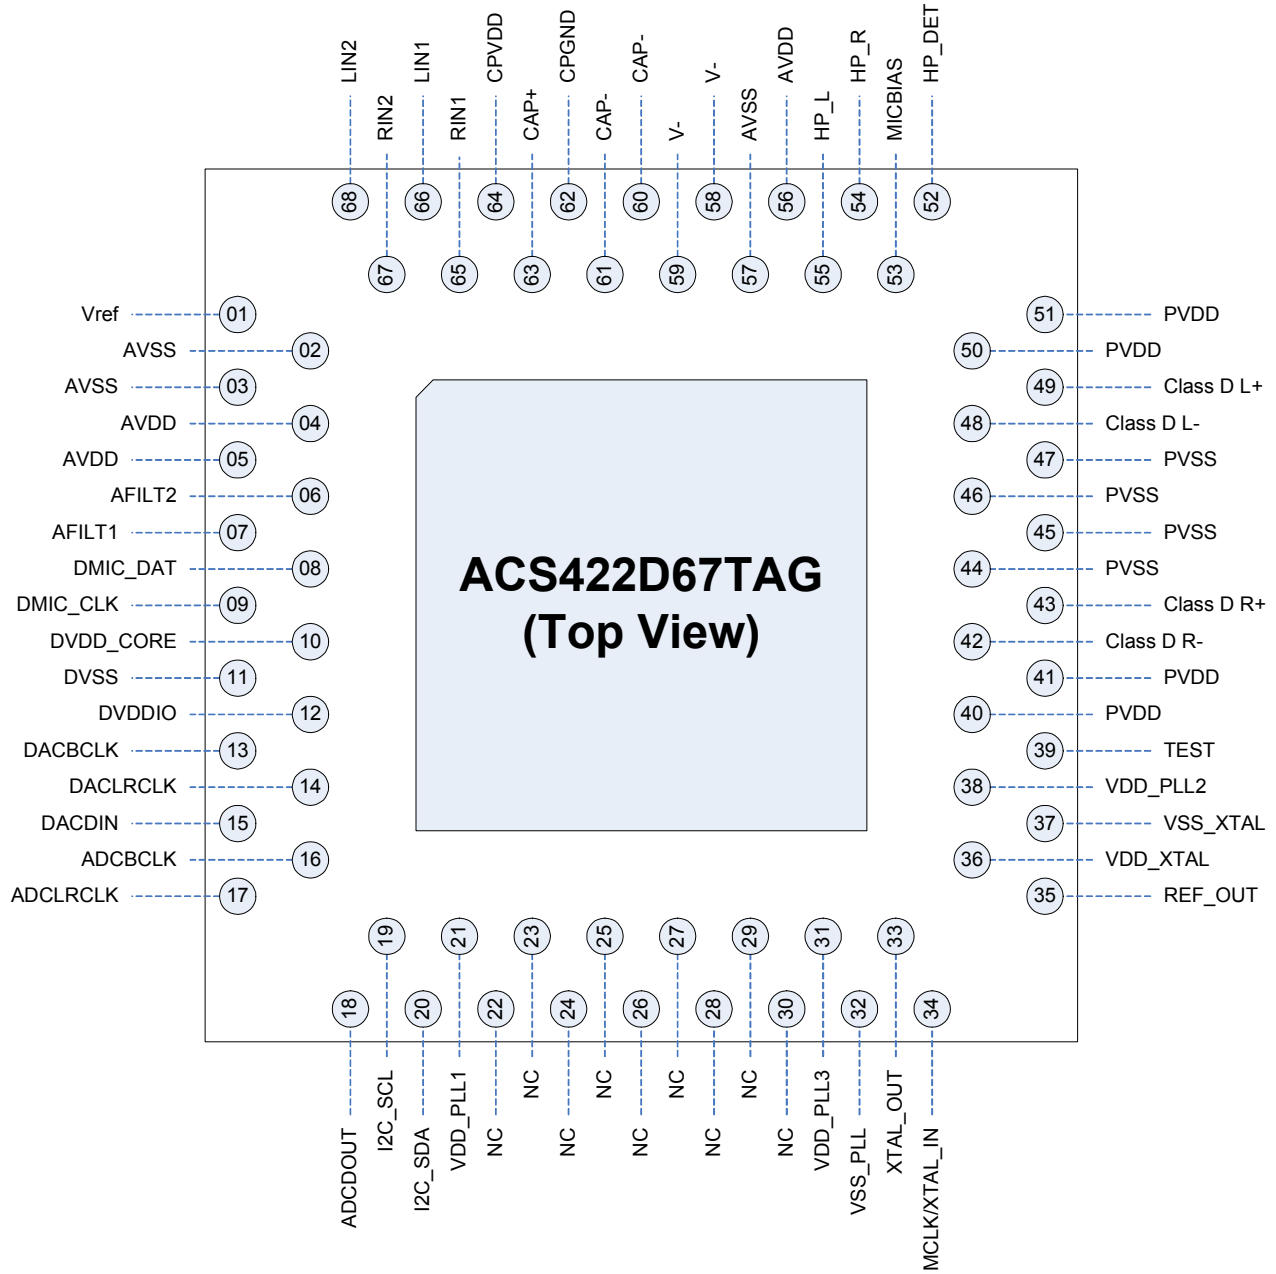 LIN2
RIN2
LIN1
RIN1
CPVDD
CAP+
CPGND
CAP-
CAP-
V-
V-
AVSS
AVDD
HP_L
HP_R
MICBIAS
HP_DET
68
67
66
65
64
63
62
61
60
59
58
57
56
55
54
53
52
Vref 01
AVSS 02
AVSS 03
AVDD 04
AVDD 05
AFILT2 06
AFILT1 07
DMIC_DAT 08
DMIC_CLK 09
DVDD_CORE 10
DVSS 11
DVDDIO 12
DACBCLK 13
DACLRCLK 14
DACDIN 15
ADCBCLK 16
ADCLRCLK 17
ACS422D67TAG
(Top View)
51 PVDD
50 PVDD
49 Class D L+
48 Class D L-
47 PVSS
46 PVSS
45 PVSS
44 PVSS
43 Class D R+
42 Class D R-
41 PVDD
40 PVDD
39 TEST
38 VDD_PLL2
37 VSS_XTAL
36 VDD_XTAL
35 REF_OUT
18
19
20
21
22
23
24
25
26
27
28
29
30
31
32
33
34
ADCDOUT
I2C_SCL
I2C_SDA
VDD_PLL1
NC
NC
NC
NC
NC
NC
NC
NC
NC
VDD_PLL3
VSS_PLL
XTAL_OUT
MCLK/XTAL_IN